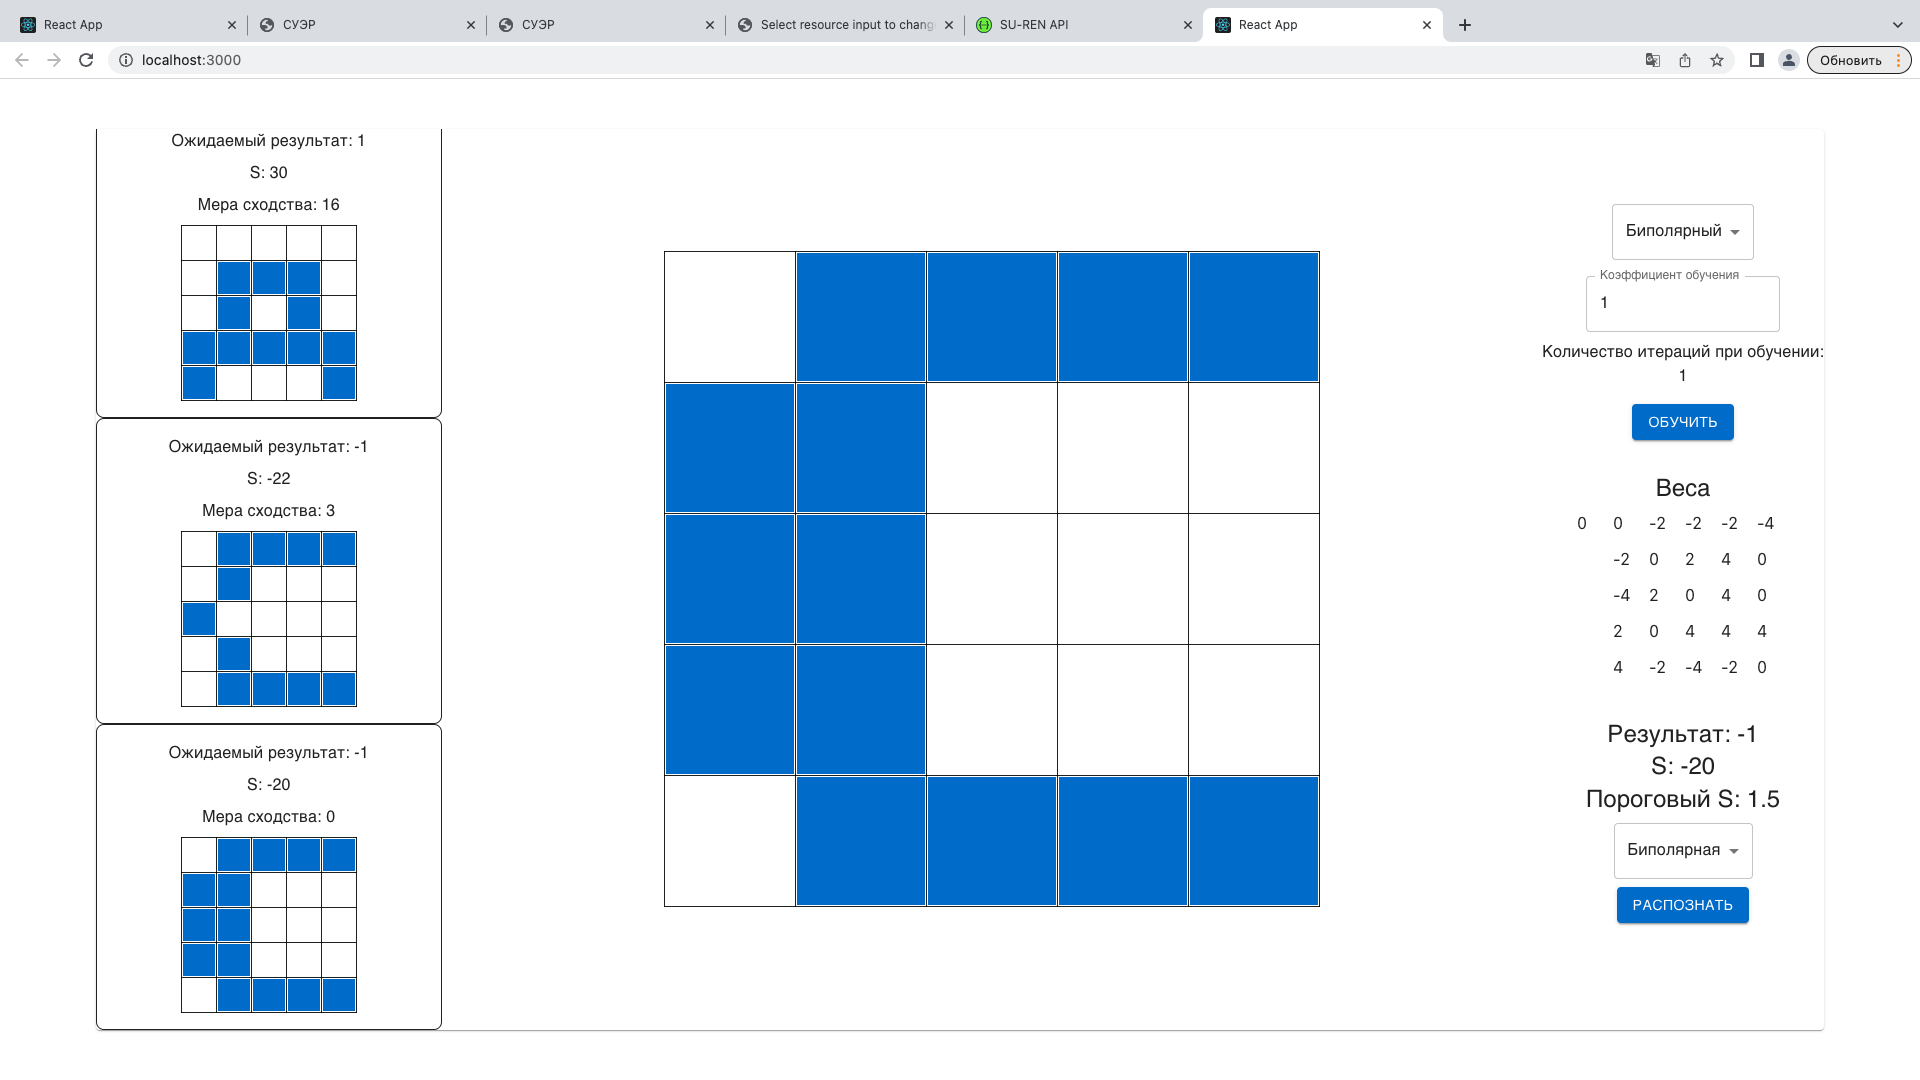 React App
СУЭР
СУЭР
Select resource input to chang
SU-REN API
React App
localhost:3000
Обновить
Ожидаемый результат: 1
S: 30
Мера сходства: 16
Ожидаемый результат: -1
S: -22
Мера сходства: 3
Ожидаемый результат: -1
S: -20
Мера сходства: 0
Биполярный
Коэффициент обучения
1
Количество итераций при обучении:
1
ОБУЧИТЬ
Веса
0 0 -2 -2 -2 -4
-2 0 2 4 0
-4 2 0 4 0
2 0 4 4 4
4 -2 -4 -2 0
Результат: -1
S: -20
Пороговый S: 1.5
Биполярная
РАСПОЗНАТЬ